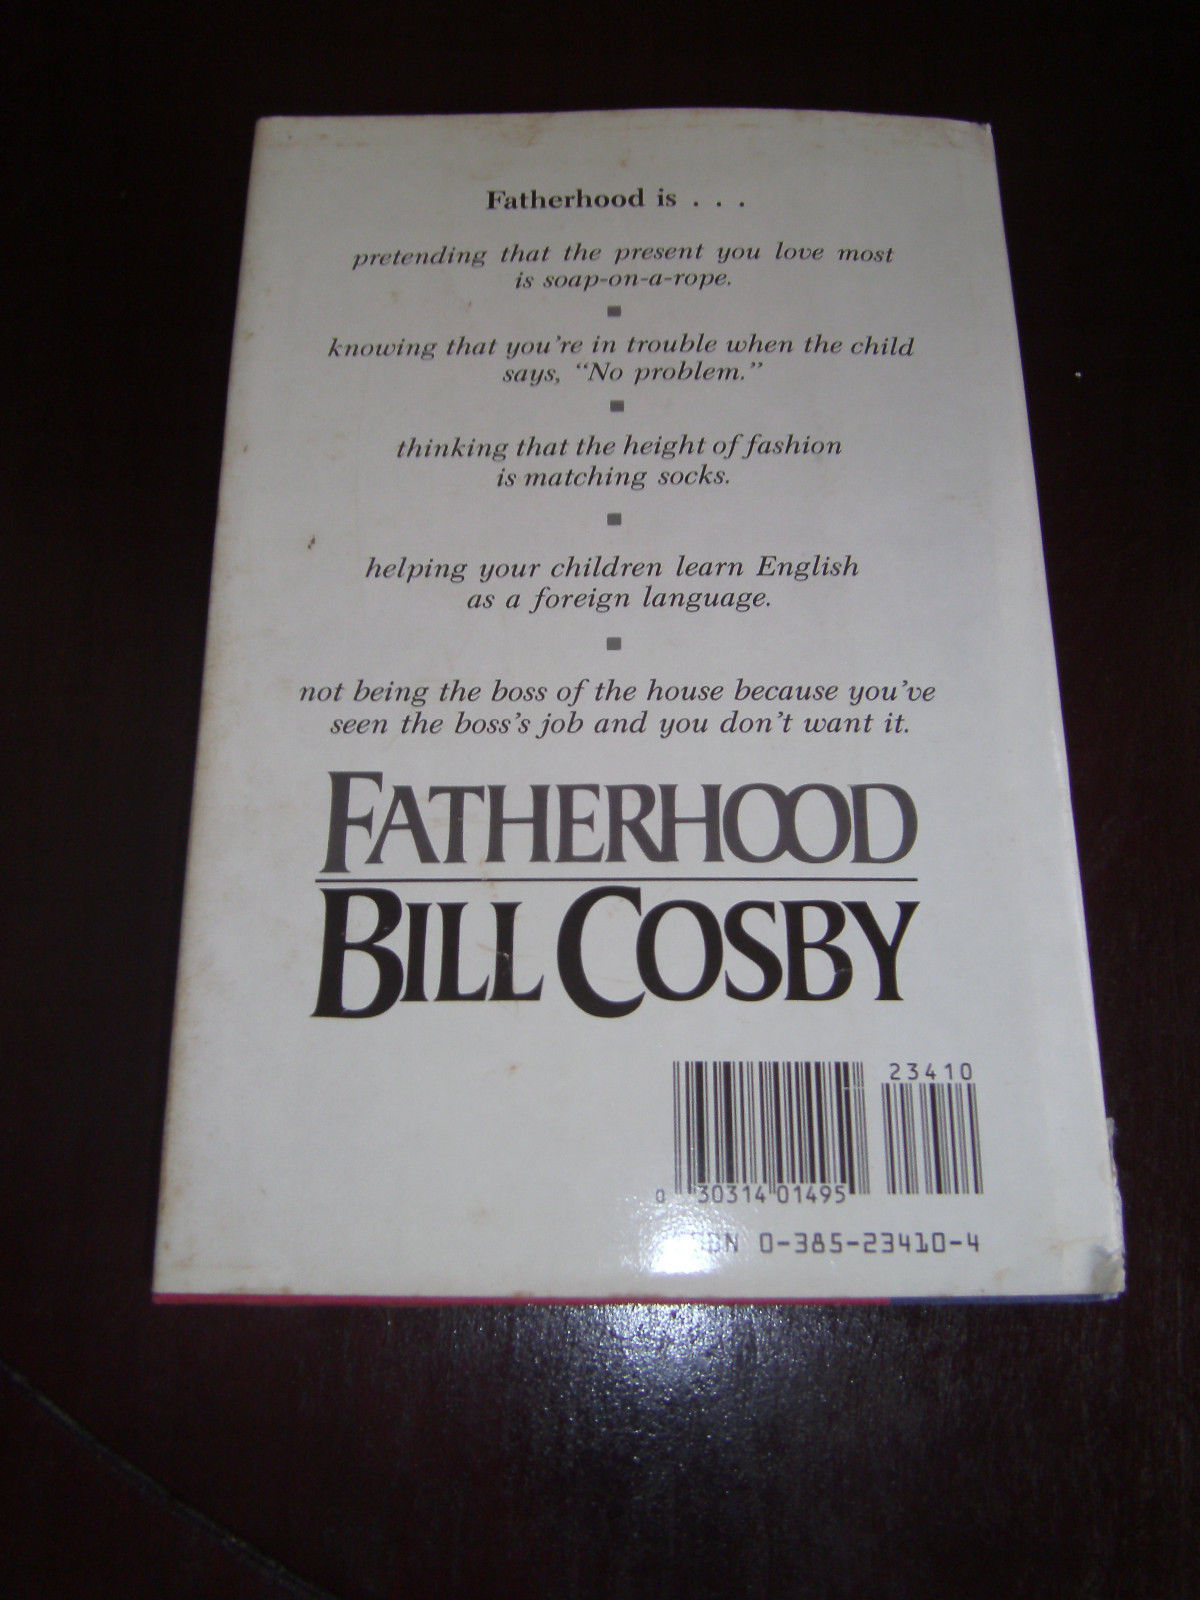 Fatherhood is . . .
pretending that the present you love most
is soap-on-a-rope.
knowing that you're in trouble when the child
says, “No problem.”
thinking that the height of fashion
is matching socks.
helping your children learn English
as a foreign language.
not being the boss of the house because you've
seen the boss's job and you don't want it.
FATHERHOOD
BILL COSBY
23410
0 30314 01495
0-385-23410-4